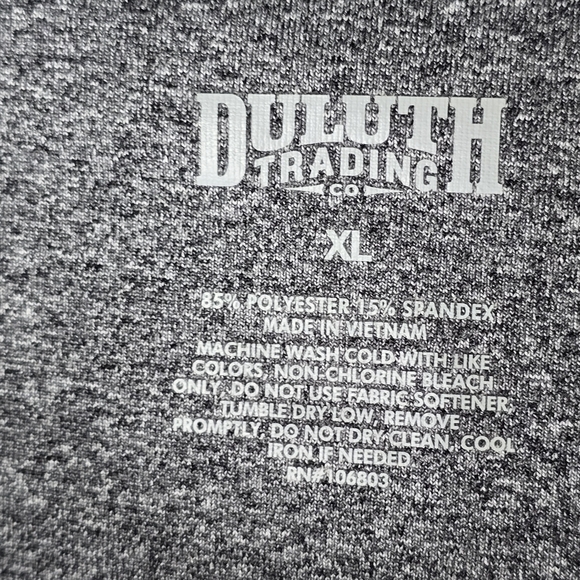 DULUTH
TRADING
CO
XL
85% POLYESTER 15% SPANDEX
MADE IN VIETNAM
MACHINE WASH COLD WITH LIKE
COLORS, NON-CHLORINE BLEACH
ONLY, DO NOT USE FABRIC SOFTENER,
TUMBLE DRY LOW, REMOVE
PROMPTLY, DO NOT DRY CLEAN, COOL
IRON IF NEEDED
RN#106803